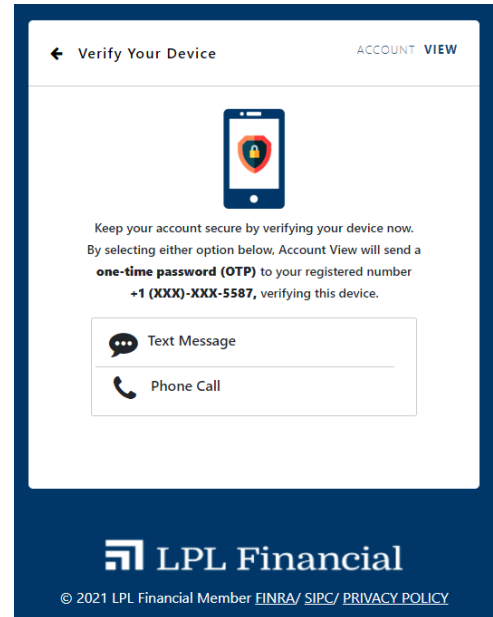 Verify Your Device
ACCOUNT VIEW
Keep your account secure by verifying your device now.
By selecting either option below, Account View will send a
one-time password (OTP) to your registered number
+1 (XXX)-XXX-5587, verifying this device.
Text Message
Phone Call
LPL Financial
© 2021 LPL Financial Member FINRA/ SIPC/ PRIVACY POLICY